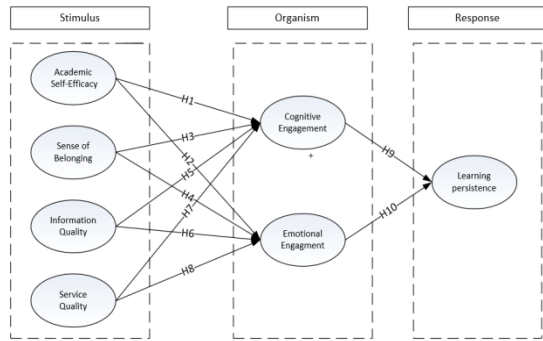 Stimulus
Organism
Response
Academic
Self-Efficacy
Sense of
Belonging
Information
Quality
Service
Quality
H1
H3
H2
H5
H4
H7
H6
H8
Cognitive
Engagement
+
Emotional
Engagment
H9
H10
Learning
persistence